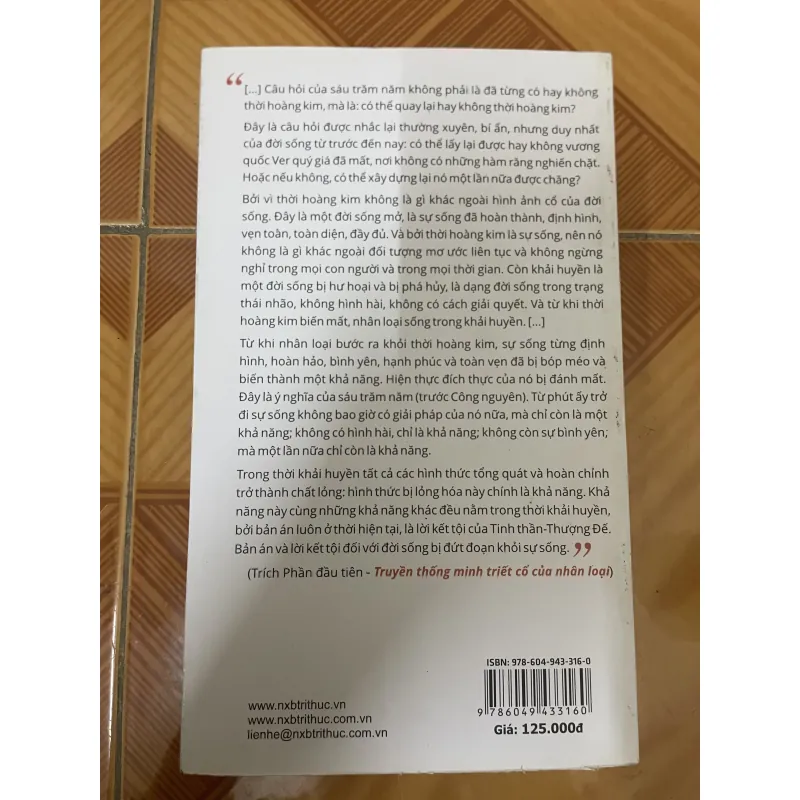 “ [...] Câu hỏi của sáu trăm năm không phải là đã từng có hay không
thời hoàng kim, mà là: có thể quay lại hay không thời hoàng kim?
Đây là câu hỏi được nhắc lại thường xuyên, bí ẩn, nhưng duy nhất
của đời sống từ trước đến nay: có thể lấy lại được hay không vương
quốc Ver quý giá đã mất, nơi không có những hàm răng nghiến chặt.
Hoặc nếu không, có thể xây dựng lại nó một lần nữa được chăng?
Bởi vì thời hoàng kim không là gì khác ngoài hình ảnh cổ của đời
sống. Đây là một đời sống mở, là sự sống đã hoàn thành, định hình,
vẹn toàn, toàn diện, đầy đủ. Và bởi thời hoàng kim là sự sống, nên nó
không là gì khác ngoài đối tượng mơ ước liên tục và không ngừng
nghỉ trong mọi con người và trong mọi thời gian. Còn khải huyền là
một đời sống bị hư hoại và bị phá hủy, là dạng đời sống trong trạng
thái nhão, không hình hài, không có cách giải quyết. Và từ khi thời
hoàng kim biến mất, nhân loại sống trong khải huyền. [...]
Từ khi nhân loại bước ra khỏi thời hoàng kim, sự sống từng định
hình, hoàn hảo, bình yên, hạnh phúc và toàn vẹn đã bị bóp méo và
biến thành một khả năng. Hiện thực đích thực của nó bị đánh mất.
Đây là ý nghĩa của sáu trăm năm (trước Công nguyên). Từ phút ấy trở
đi sự sống không bao giờ có giải pháp của nó nữa, mà chỉ còn là một
khả năng; không có hình hài, chỉ là khả năng; không còn sự bình yên;
mà một lần nữa chỉ còn là khả năng.
Trong thời khải huyền tất cả các hình thức tổng quát và hoàn chỉnh
trở thành chất lỏng: hình thức bị lỏng hóa này chính là khả năng. Khả
năng này cùng những khả năng khác đều nằm trong thời khải huyền,
bởi bản án luôn ở thời hiện tại, là lời kết tội của Tinh thần-Thượng Đế.
Bản án và lời kết tội đối với đời sống bị đứt đoạn khỏi sự sống. ”
(Trích Phần đầu tiên - Truyền thống minh triết cổ của nhân loại)
ISBN: 978-604-943-316-0
9 786049 433160
Giá: 125.000đ
www.nxbtrithuc.vn
www.nxbtrithuc.com.vn
lienhe@nxbtrithuc.com.vn